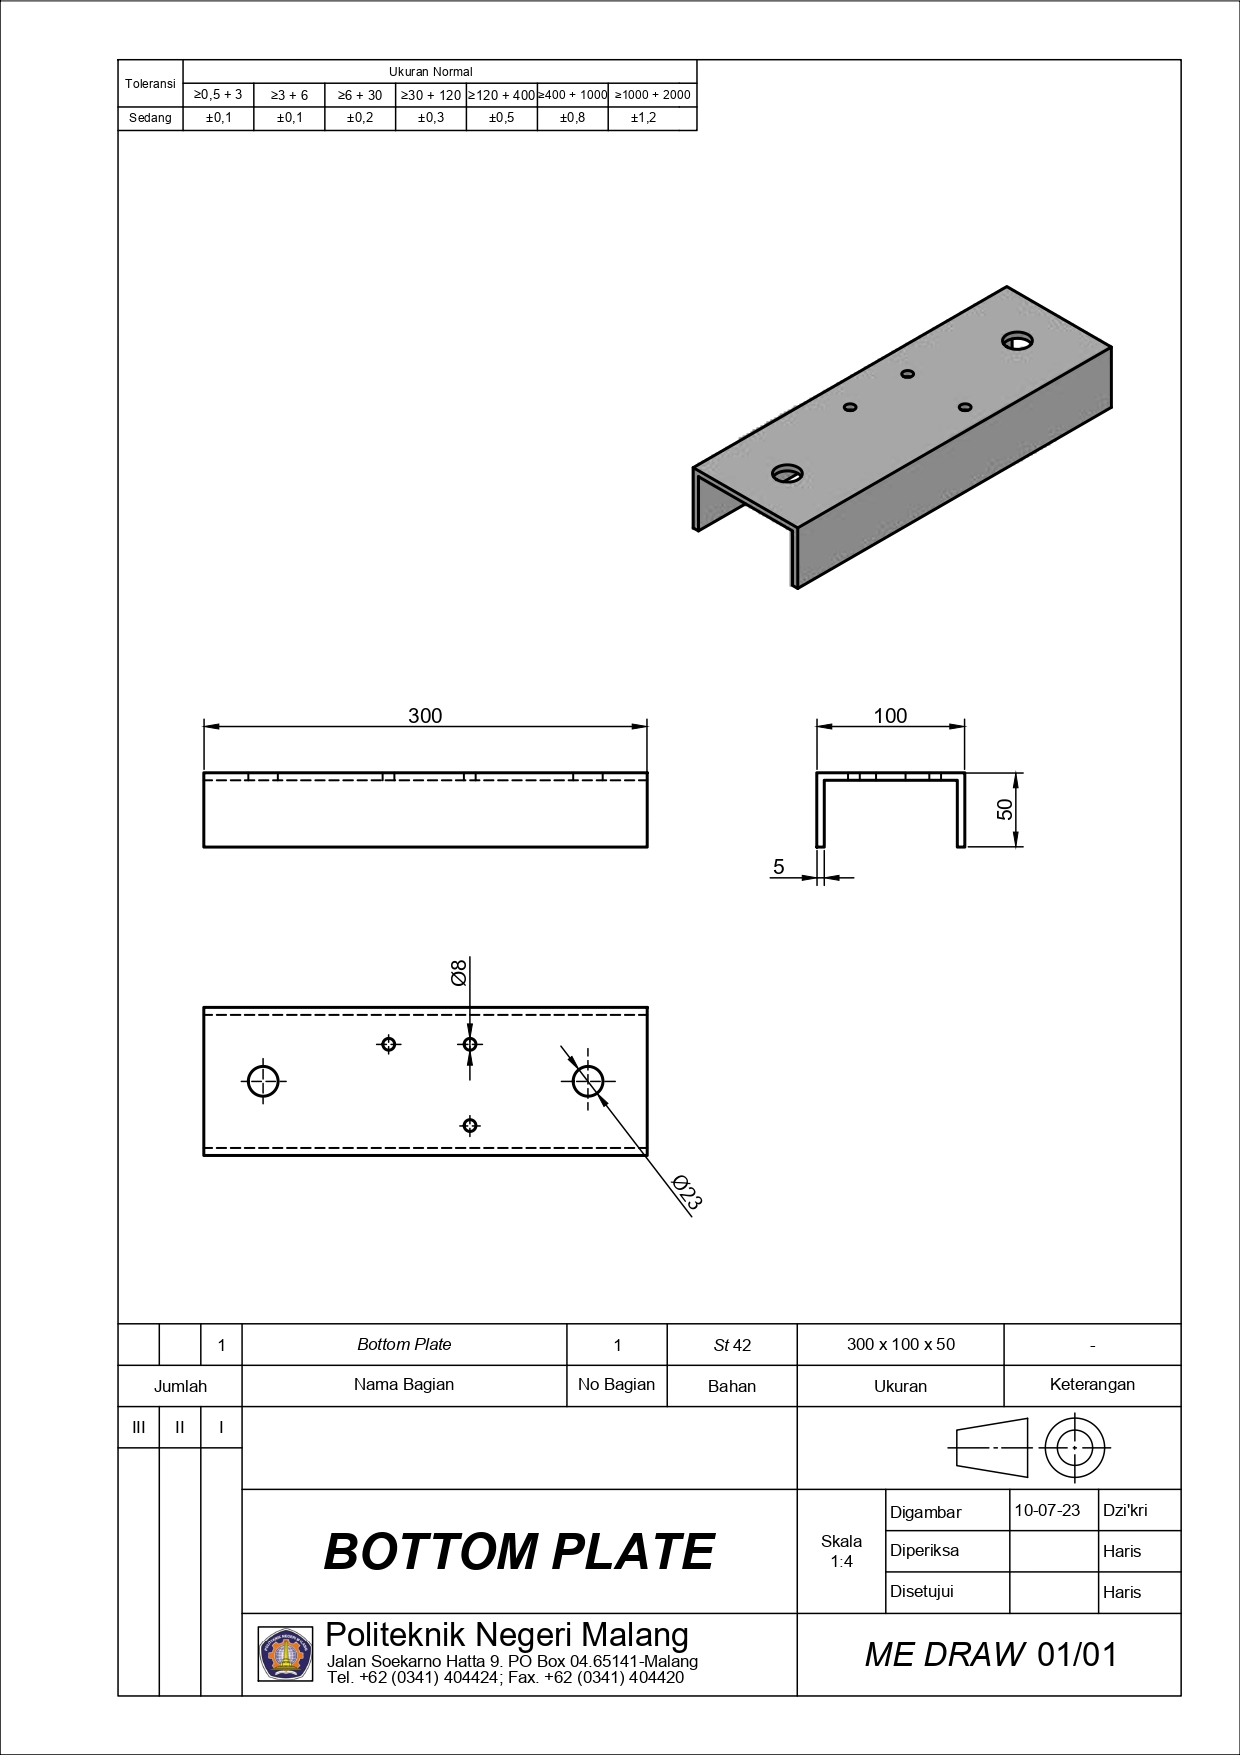 Toleransi
Ukuran Normal
≥0,5 + 3 ≥3 + 6 ≥6 + 30 ≥30 + 120 ≥120 + 400 ≥400 + 1000 ≥1000 + 2000
Sedang ±0,1 ±0,1 ±0,2 ±0,3 ±0,5 ±0,8 ±1,2
300
100
50
5
Ø8
Ø23
1 Bottom Plate 1 St 42 300 x 100 x 50 -
Jumlah Nama Bagian No Bagian Bahan Ukuran Keterangan
III II I
BOTTOM PLATE
Skala
1:4
Digambar 10-07-23 Dzi'kri
Diperiksa Haris
Disetujui Haris
POLITEKNIK NEGERI MALANG
Politeknik Negeri Malang
Jalan Soekarno Hatta 9. PO Box 04.65141-Malang
Tel. +62 (0341) 404424; Fax. +62 (0341) 404420
ME DRAW 01/01